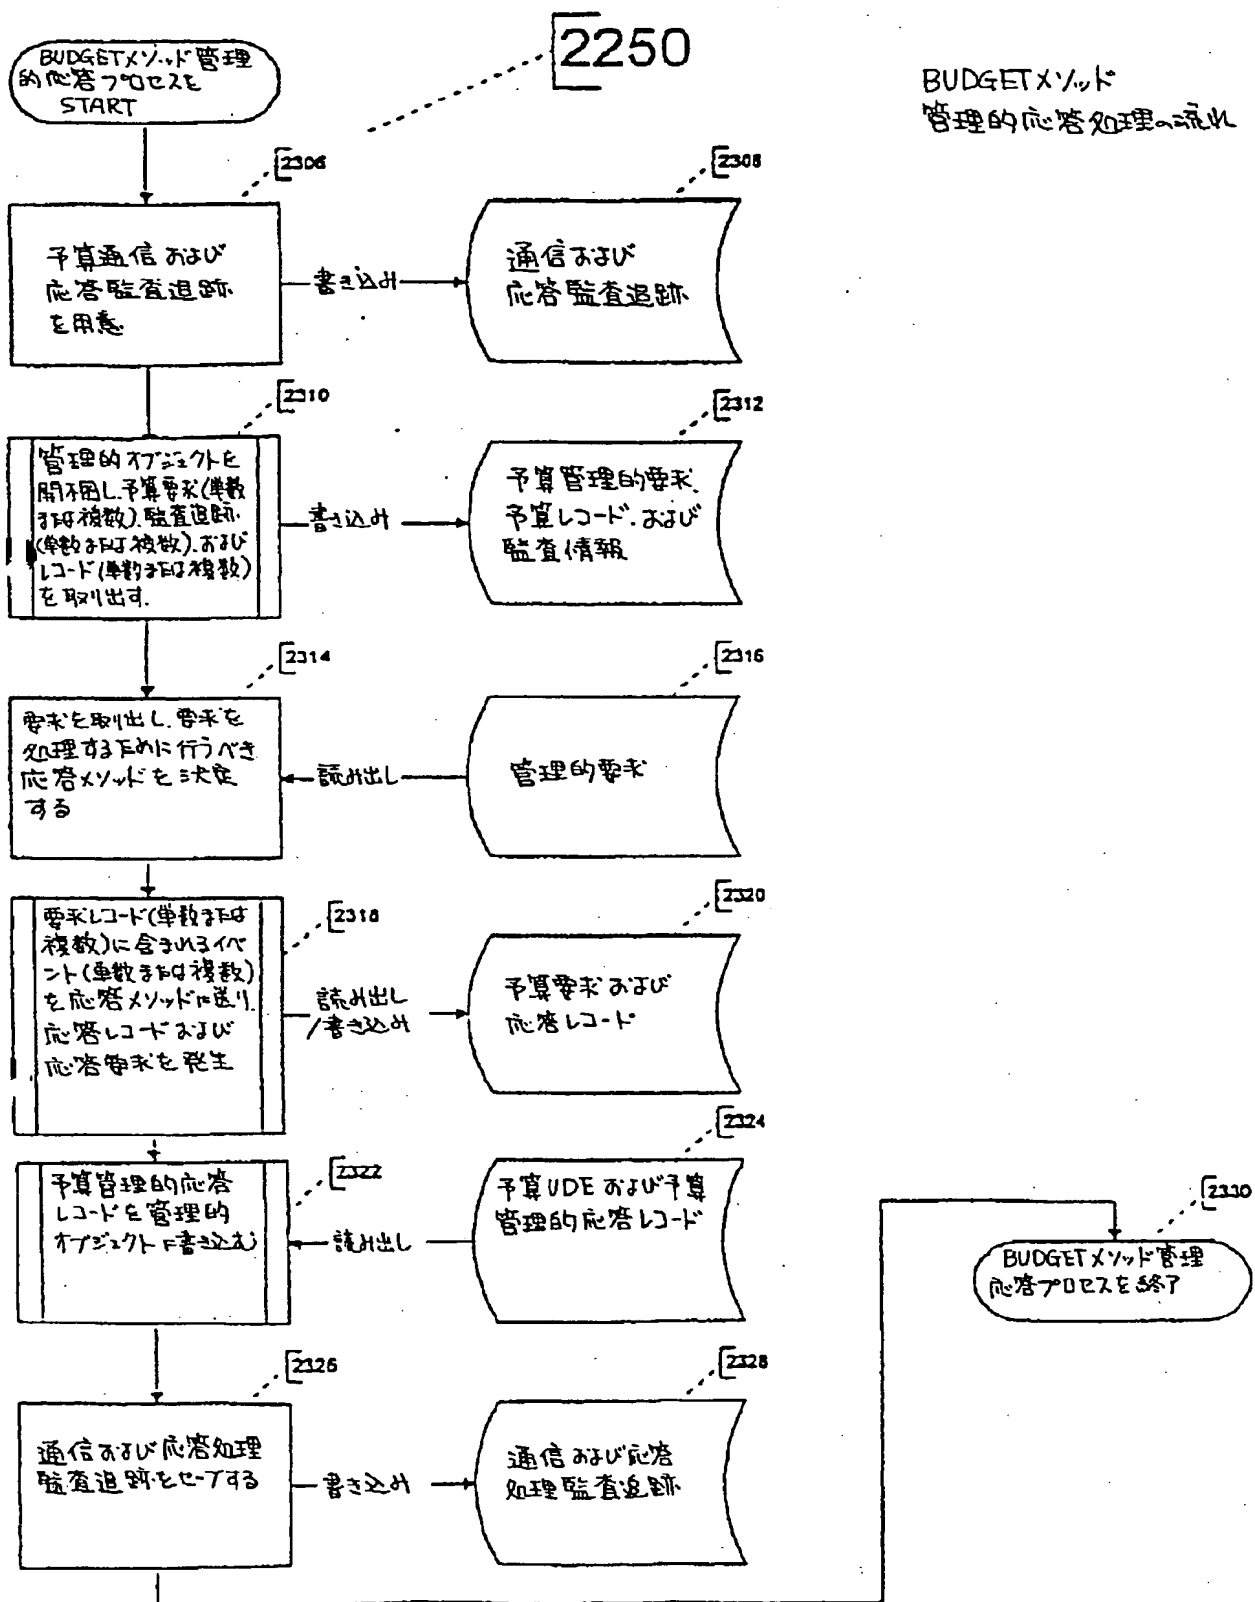 2250
BUDGETメソッド管理
的応答プロセスを
START
BUDGETメソッド
管理的応答処理の流れ
2306
予算通信および
応答監査追跡
を用意
書き込み
2308
通信および
応答監査追跡
2310
管理的オブジェクトを
開梱し、予算要求(単数
または複数)、監査追跡
(単数または複数)、および
レコード(単数または複数)
を取り出す.
書き込み
2312
予算管理的要求、
予算レコード、および
監査情報
2314
要求を取り出し、要求を
処理するために行うべき
応答メソッドを決定
する
読み出し
2316
管理的要求
2318
要求レコード(単数または
複数)に含まれるイベ
ント(単数または複数)
を応答メソッドに送り、
応答レコードおよび
応答要求を発生
読み出し
/書き込み
2320
予算要求および
応答レコード
2322
予算管理的応答
レコードを管理的
オブジェクトに書き込む
読み出し
2324
予算UDEおよび予算
管理的応答レコード
2326
通信および応答処理
監査追跡をセーブする
書き込み
2328
通信および応答
処理監査追跡
2330
BUDGETメソッド管理
応答プロセスを終了